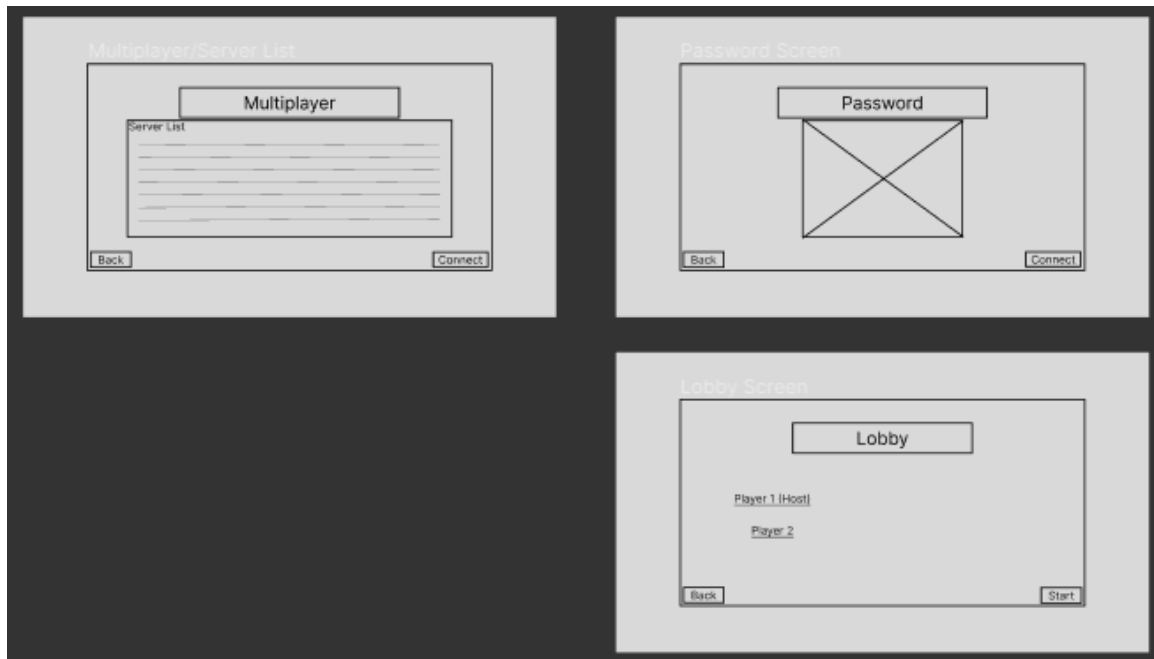 Multiplayer/Server List
Multiplayer
Server List
Back
Connect
Password Screen
Password
Back
Connect
Lobby Screen
Lobby
Player 1 (Host)
Player 2
Back
Start